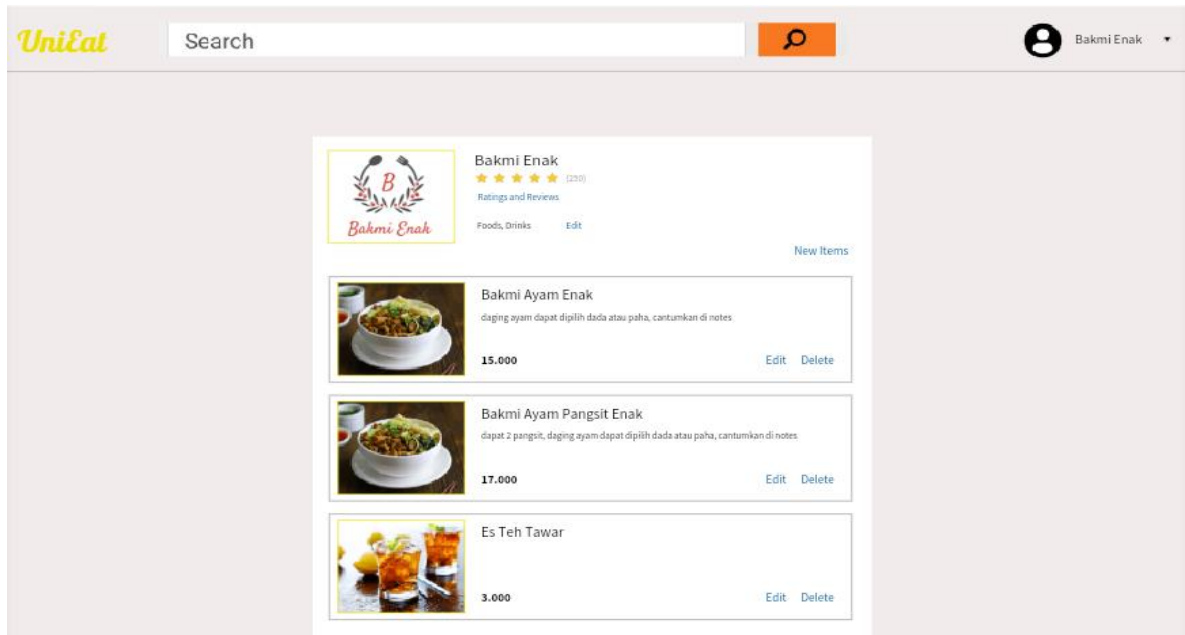 UniEat
Search
Bakmi Enak
B
Bakmi Enak
Bakmi Enak
(250)
Ratings and Reviews
Foods, Drinks Edit
New Items
Bakmi Ayam Enak
daging ayam dapat dipilih dada atau paha, cantumkan di notes
15.000 Edit Delete
Bakmi Ayam Pangsit Enak
dapat 2 pangsit, daging ayam dapat dipilih dada atau paha, cantumkan di notes
17.000 Edit Delete
Es Teh Tawar
3.000 Edit Delete